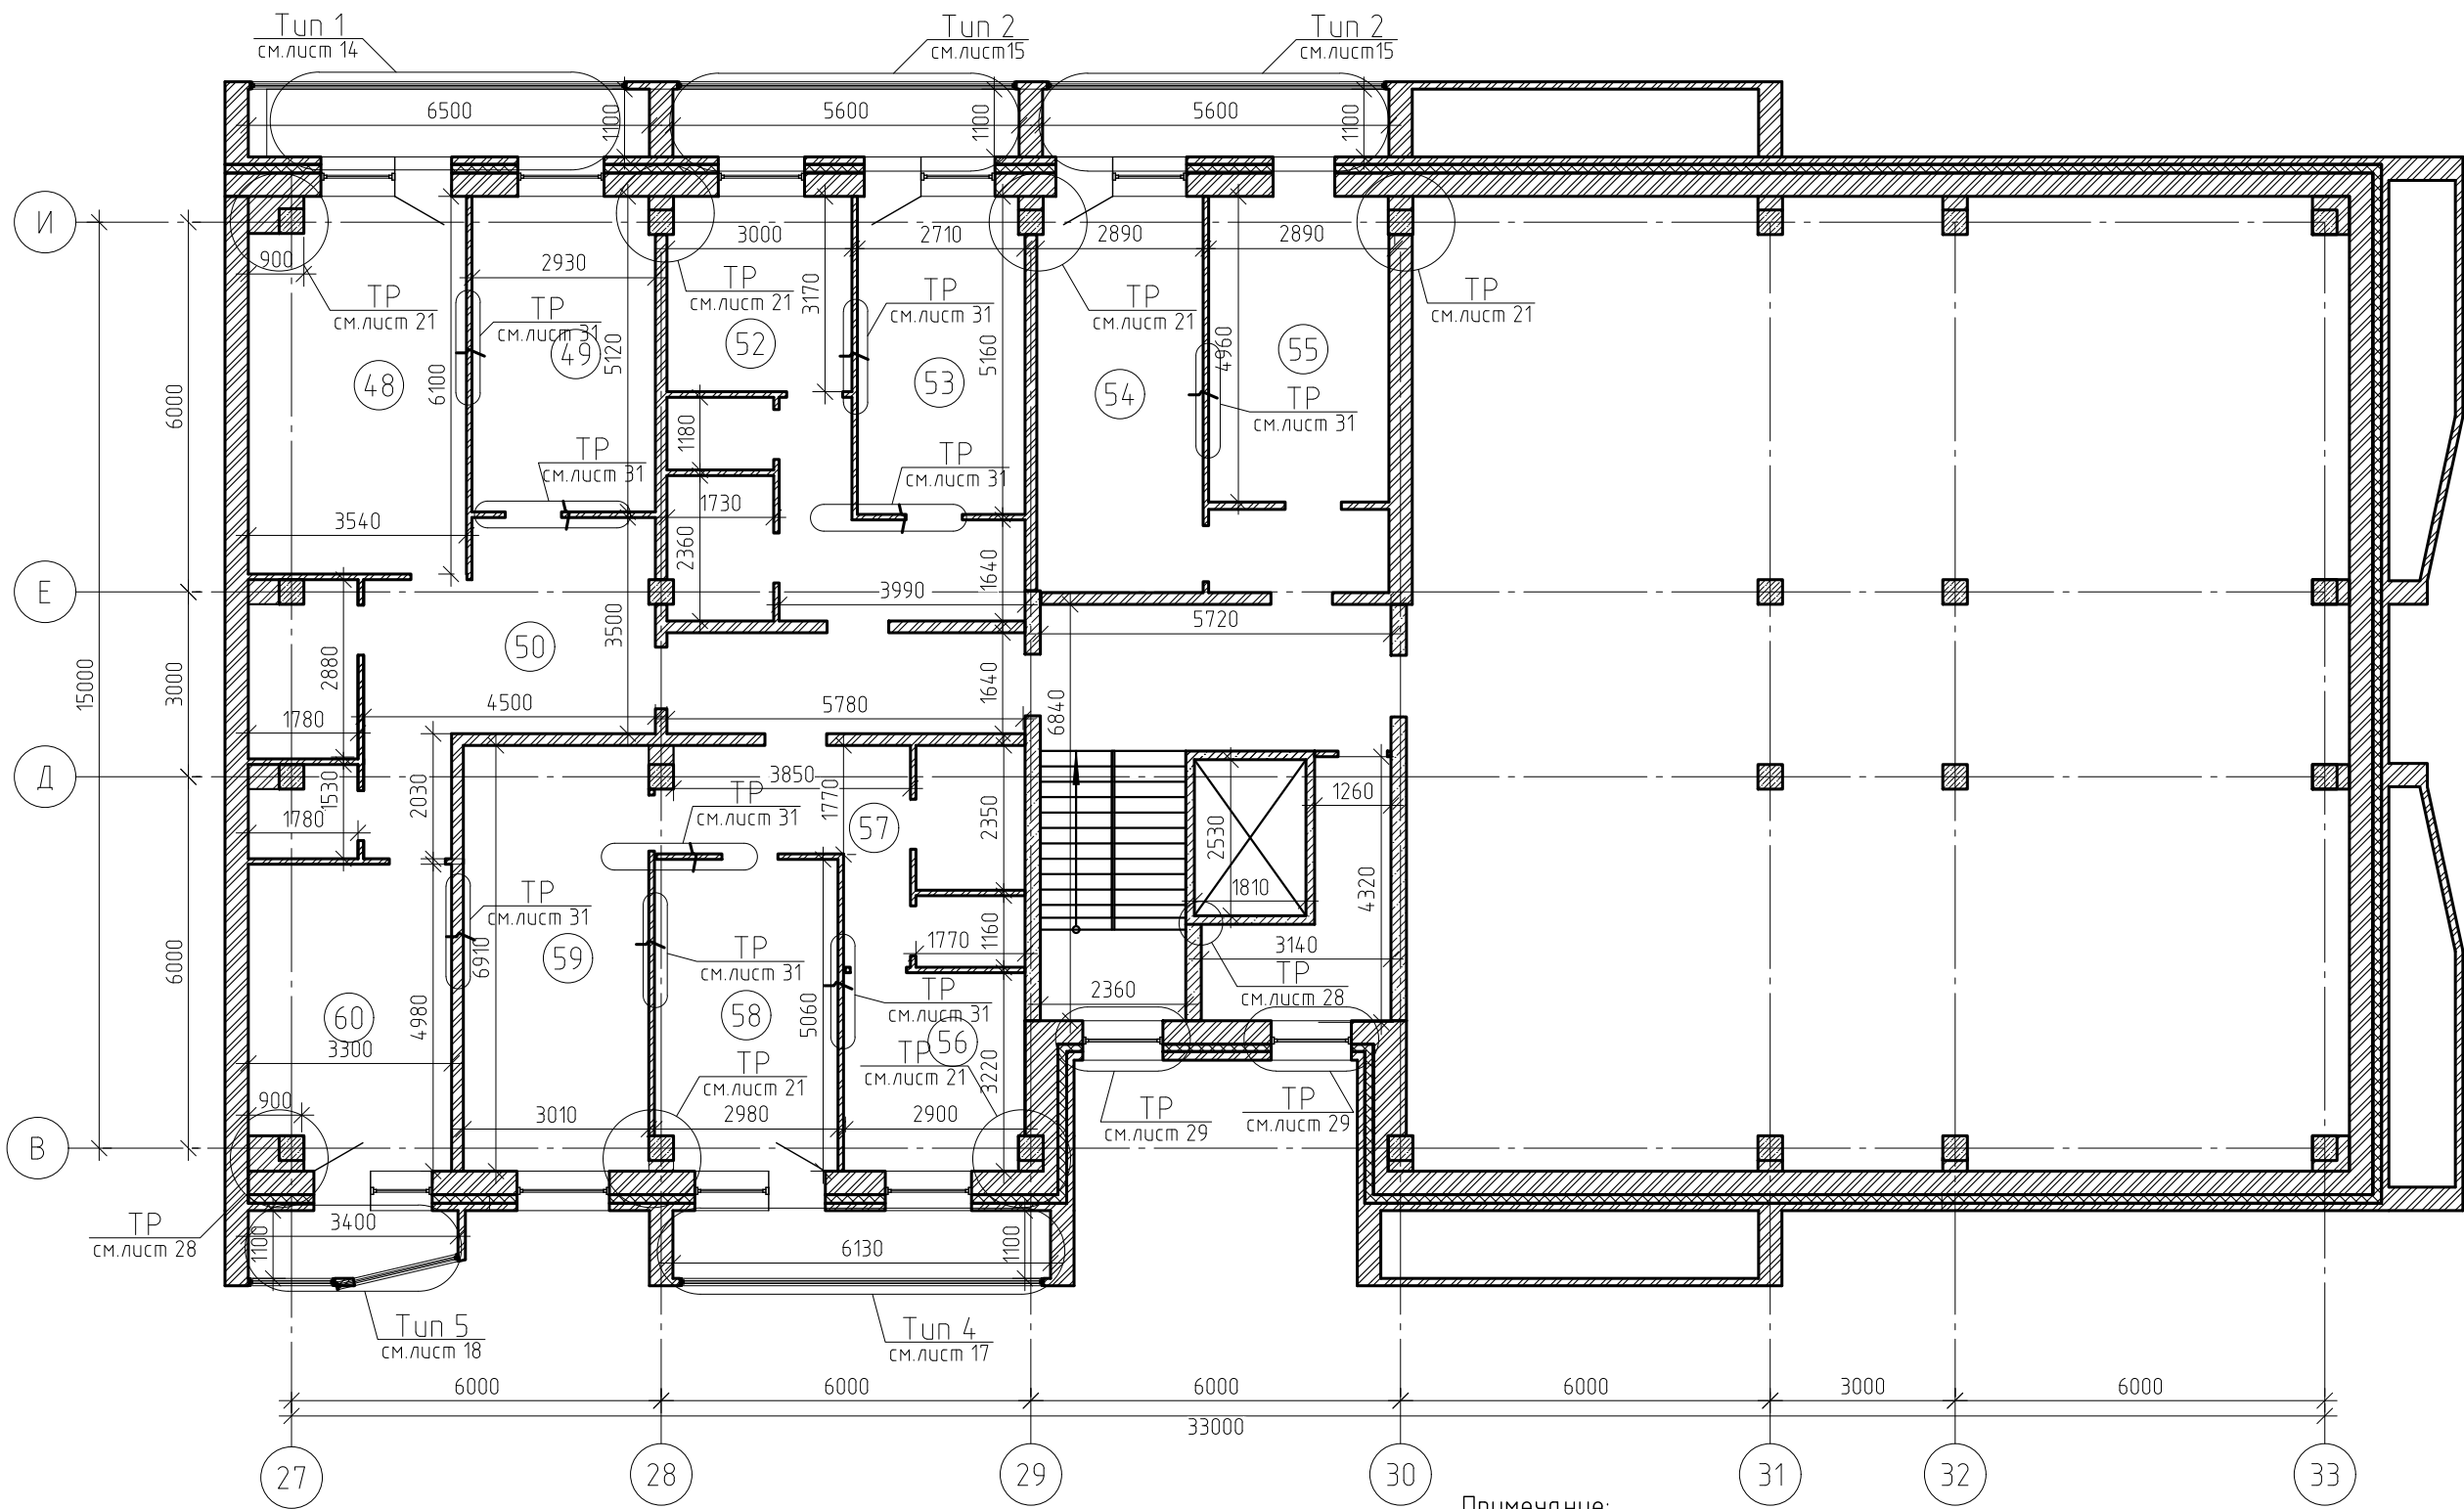 Тип 1
см.лист 14
Тип 2
см.лист15
Тип 2
см.лист15
6500
1100
5600
1100
5600
1100
И
3000
2710
2890
2890
900
2930
ТР
см.лист 21
ТР
см.лист 31
ТР
см.лист 21
3170
ТР
см.лист 31
ТР
см.лист 21
ТР
см.лист 21
48
6100
49
5120
52
53
5160
54
4960
55
ТР
см.лист 31
6000
1180
ТР
см.лист 31
ТР
см.лист 31
3540
1730
2360
1640
Е
3990
5720
50
3500
15000
3000
2880
1640
1780
4500
5780
6840
Д
1530
2030
3850
1770
1260
ТР
см.лист 31
57
2350
2530
1780
1810
4320
ТР
см.лист 31
6910
59
ТР
см.лист 31
1770
1160
3140
6000
ТР
см.лист 31
ТР
см.лист 28
60
4980
58
5060
56
2360
3300
ТР
см.лист 21
ТР
см.лист 21
3220
900
3010
2980
2900
ТР
см.лист 29
ТР
см.лист 29
В
ТР
см.лист 28
1100
3400
6130
1100
Тип 5
см.лист 18
Тип 4
см.лист 17
6000
6000
6000
6000
3000
6000
33000
27
28
29
30
31
32
33
Примечание: